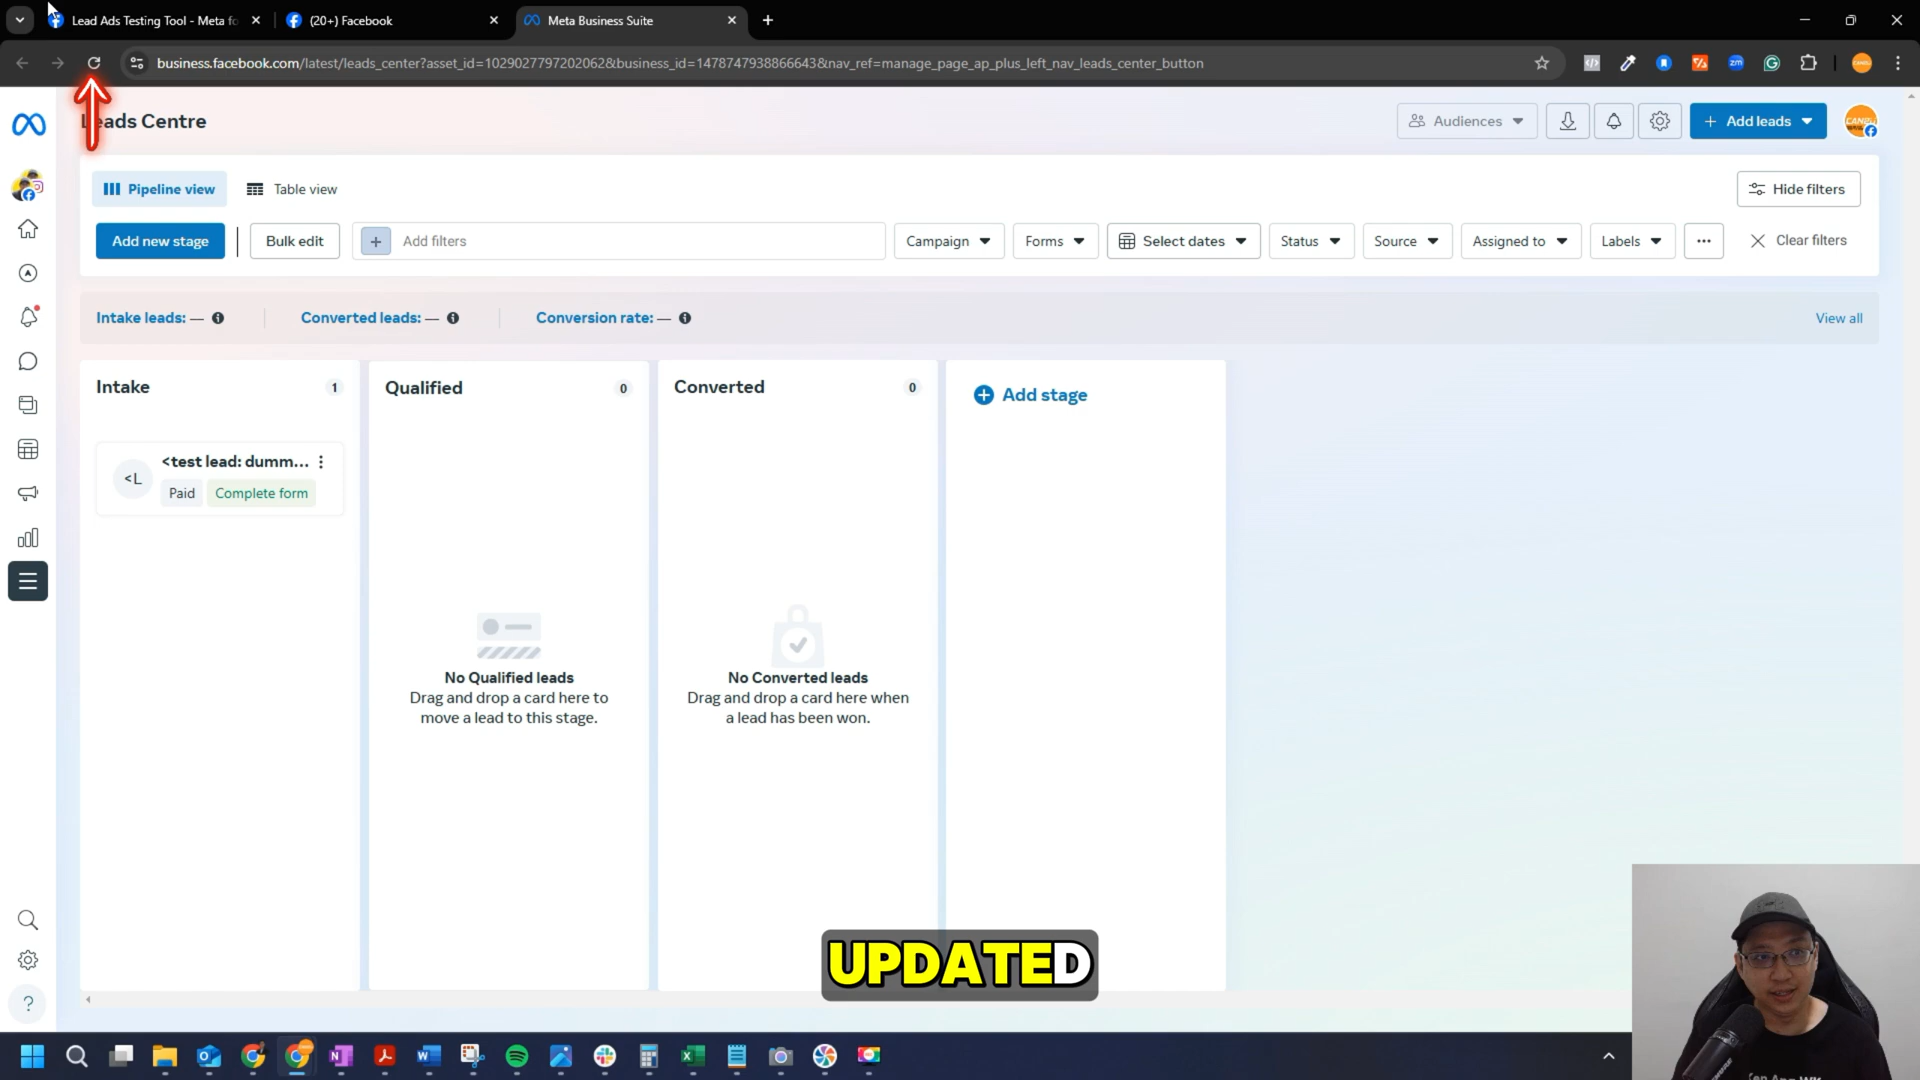 Lead Ads Testing Tool - Meta fo
(20+) Facebook
Meta Business Suite
business.facebook.com/latest/leads_center?asset_id=102902779720206​2&business_id=1478747938866643&nav_ref=manage_page_ap_plus_left_nav_leads_center_button
Leads Centre
Audiences
+ Add leads
Pipeline view
Table view
Hide filters
Add new stage
Bulk edit
+ Add filters
Campaign
Forms
Select dates
Status
Source
Assigned to
Labels
...
Clear filters
Intake leads: —
Converted leads: —
Conversion rate: —
View all
Intake 1
Qualified 0
Converted 0
Add stage
<L
<test lead: dumm...
Paid
Complete form
No Qualified leads
Drag and drop a card here to
move a lead to this stage.
No Converted leads
Drag and drop a card here when
a lead has been won.
UPDATED